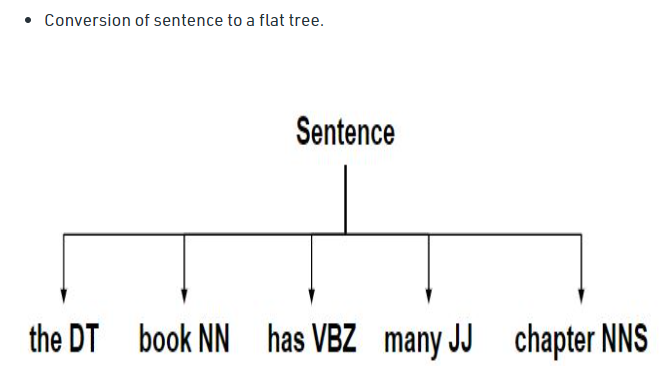 • Conversion of sentence to a flat tree.
Sentence
the DT book NN has VBZ many JJ chapter NNS